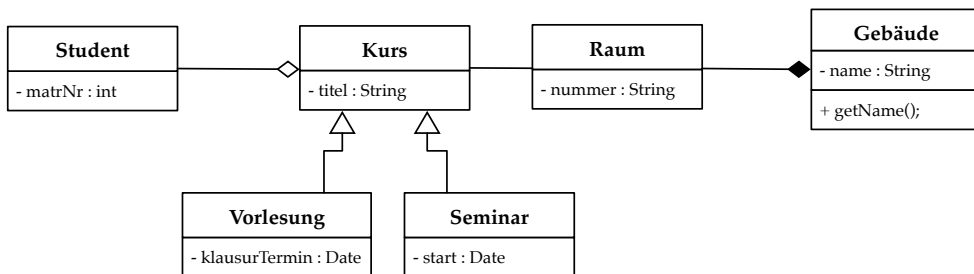 Student
- matrNr : int
Kurs
- titel : String
Raum
- nummer : String
Gebäude
- name : String
+ getName();
Vorlesung
- klausurTermin : Date
Seminar
- start : Date